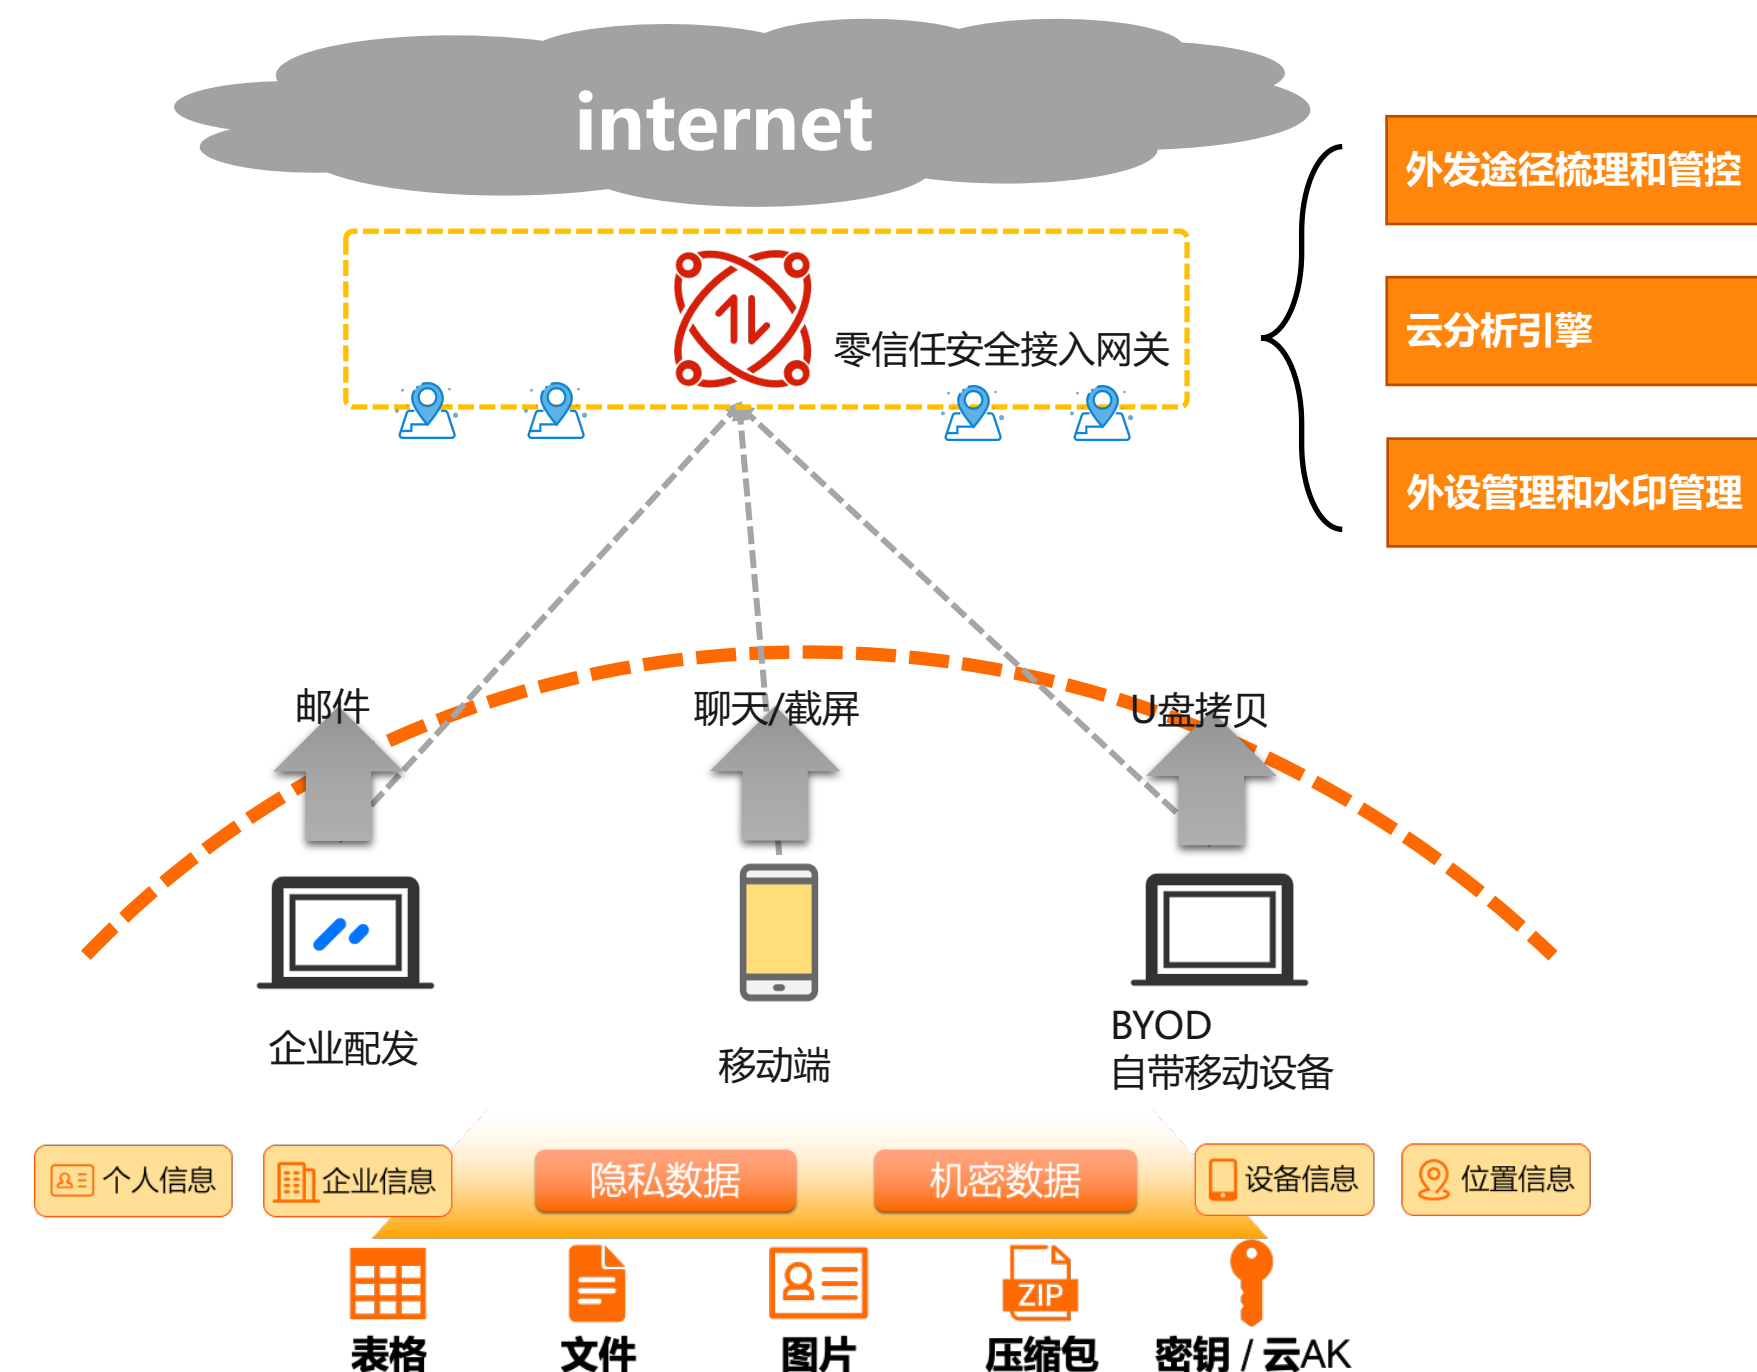 internet
外发途径梳理和管控
云分析引擎
外设管理和水印管理
零信任安全接入网关
邮件
聊天/截屏
U盘拷贝
企业配发
移动端
BYOD
自带移动设备
个人信息
企业信息
隐私数据
机密数据
设备信息
位置信息
ZIP
表格
文件
图片
压缩包
密钥 / 云AK